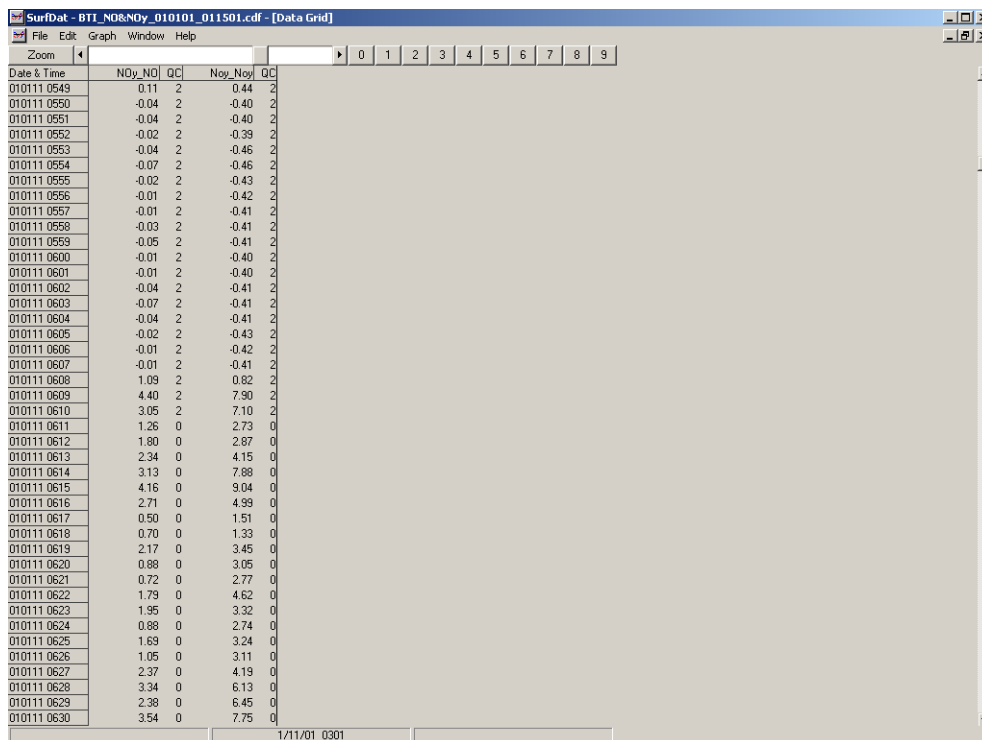 SurfDat - BTI_NO&NOy_010101_011501.cdf - [Data Grid]
File Edit Graph Window Help
Zoom 0 1 2 3 4 5 6 7 8 9
Date & Time NOy_NO QC Noy_Noy QC
010111 0549 0.11 2 0.44 2
010111 0550 -0.04 2 -0.40 2
010111 0551 -0.04 2 -0.40 2
010111 0552 -0.02 2 -0.39 2
010111 0553 -0.04 2 -0.46 2
010111 0554 -0.07 2 -0.46 2
010111 0555 -0.02 2 -0.43 2
010111 0556 -0.01 2 -0.42 2
010111 0557 -0.01 2 -0.41 2
010111 0558 -0.03 2 -0.41 2
010111 0559 -0.05 2 -0.41 2
010111 0600 -0.01 2 -0.40 2
010111 0601 -0.01 2 -0.40 2
010111 0602 -0.04 2 -0.41 2
010111 0603 -0.07 2 -0.41 2
010111 0604 -0.04 2 -0.41 2
010111 0605 -0.02 2 -0.43 2
010111 0606 -0.01 2 -0.42 2
010111 0607 -0.01 2 -0.41 2
010111 0608 1.09 2 0.82 2
010111 0609 4.40 2 7.90 2
010111 0610 3.05 2 7.10 2
010111 0611 1.26 0 2.73 0
010111 0612 1.80 0 2.87 0
010111 0613 2.34 0 4.15 0
010111 0614 3.13 0 7.88 0
010111 0615 4.16 0 9.04 0
010111 0616 2.71 0 4.99 0
010111 0617 0.50 0 1.51 0
010111 0618 0.70 0 1.33 0
010111 0619 2.17 0 3.45 0
010111 0620 0.88 0 3.05 0
010111 0621 0.72 0 2.77 0
010111 0622 1.79 0 4.62 0
010111 0623 1.95 0 3.32 0
010111 0624 0.88 0 2.74 0
010111 0625 1.69 0 3.24 0
010111 0626 1.05 0 3.11 0
010111 0627 2.37 0 4.19 0
010111 0628 3.34 0 6.13 0
010111 0629 2.38 0 6.45 0
010111 0630 3.54 0 7.75 0
1/11/01 0301